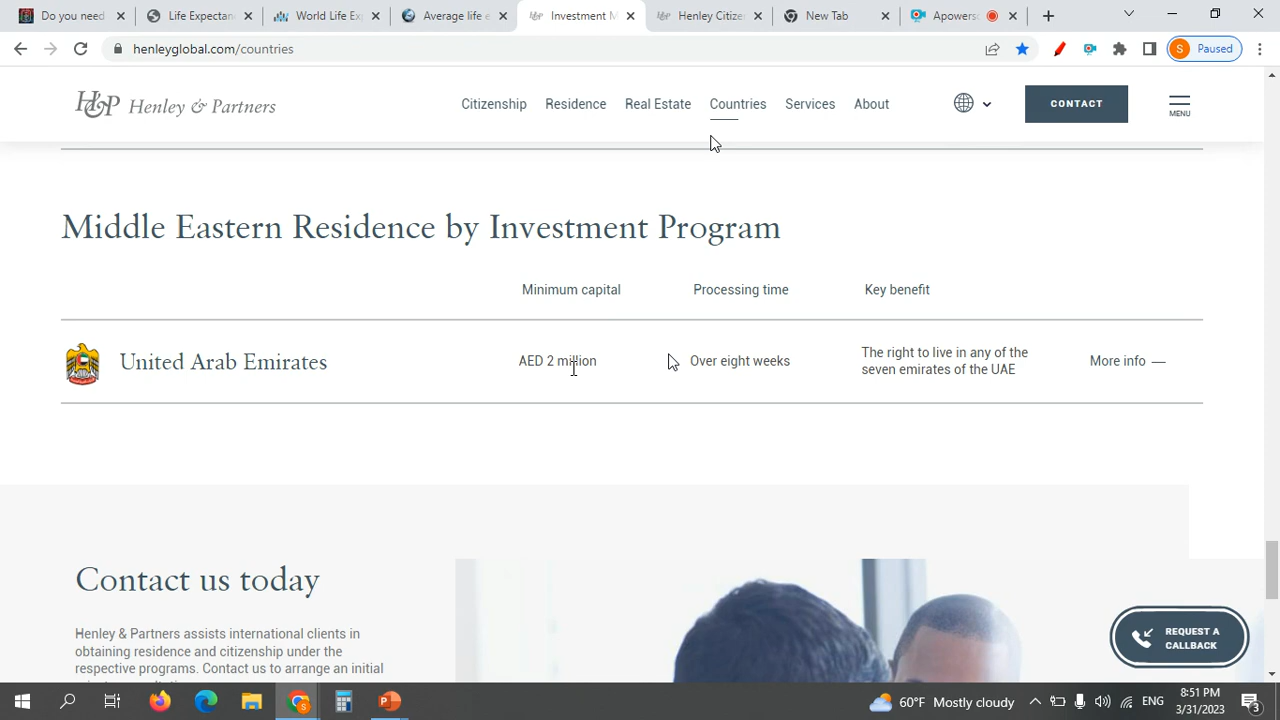 Do you need
Life Expectan
World Life Ex
Average life e
Investment M
Henley Citize
New Tab
Apowers
henleyglobal.com/countries
S Paused
H&P Henley & Partners
Citizenship Residence Real Estate Countries Services About
CONTACT
MENU
Middle Eastern Residence by Investment Program
Minimum capital Processing time Key benefit
United Arab Emirates AED 2 million Over eight weeks
The right to live in any of the
seven emirates of the UAE
More info —
Contact us today
Henley & Partners assists international clients in
obtaining residence and citizenship under the
respective programs. Contact us to arrange an initial
REQUEST A
CALLBACK
60°F Mostly cloudy
ENG
8:51 PM
3/31/2023
3